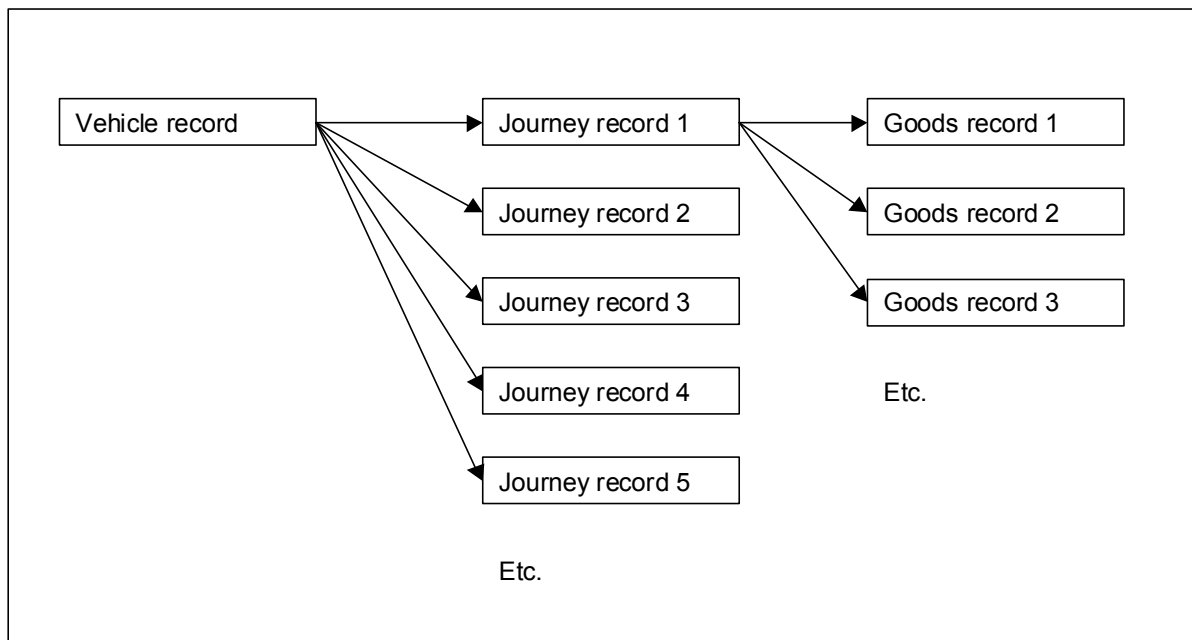 Vehicle record
Journey record 1
Goods record 1
Journey record 2
Goods record 2
Journey record 3
Goods record 3
Journey record 4
Etc.
Journey record 5
Etc.